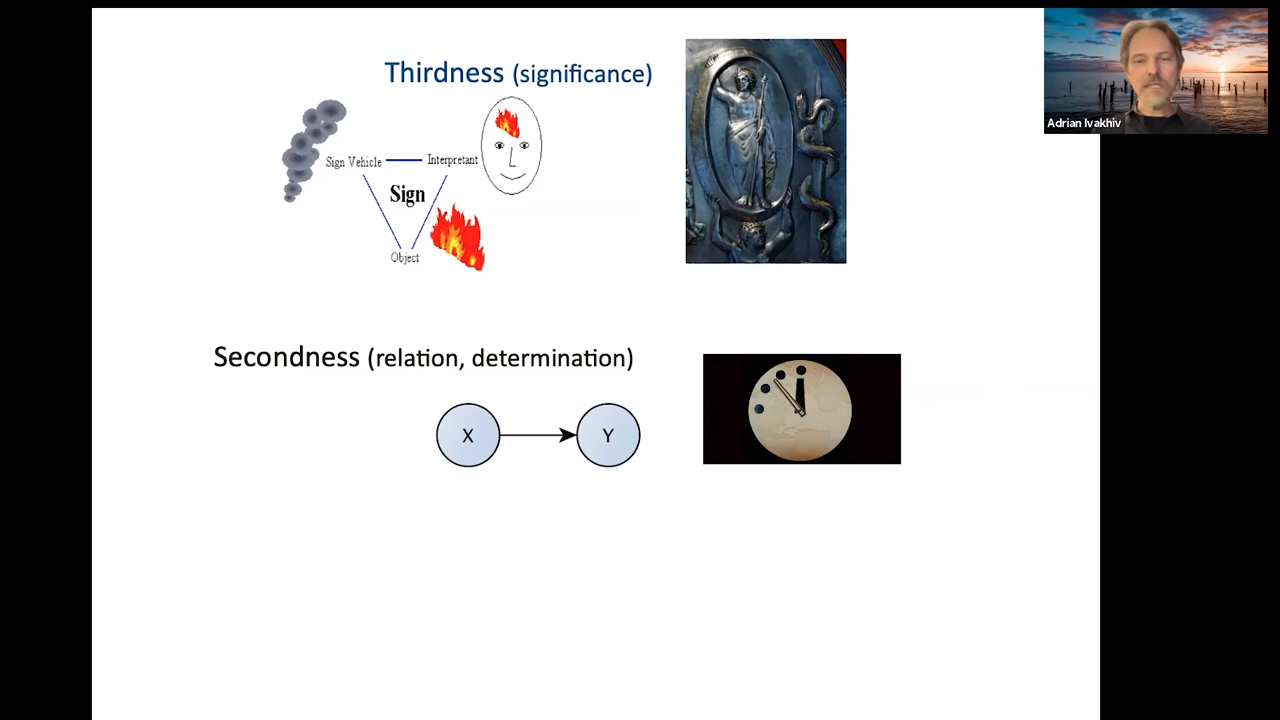 Thirdness (significance)
Sign Vehicle
Interpretant
Sign
Object
Secondness (relation, determination)
X
Y
Adrian Ivakhiv